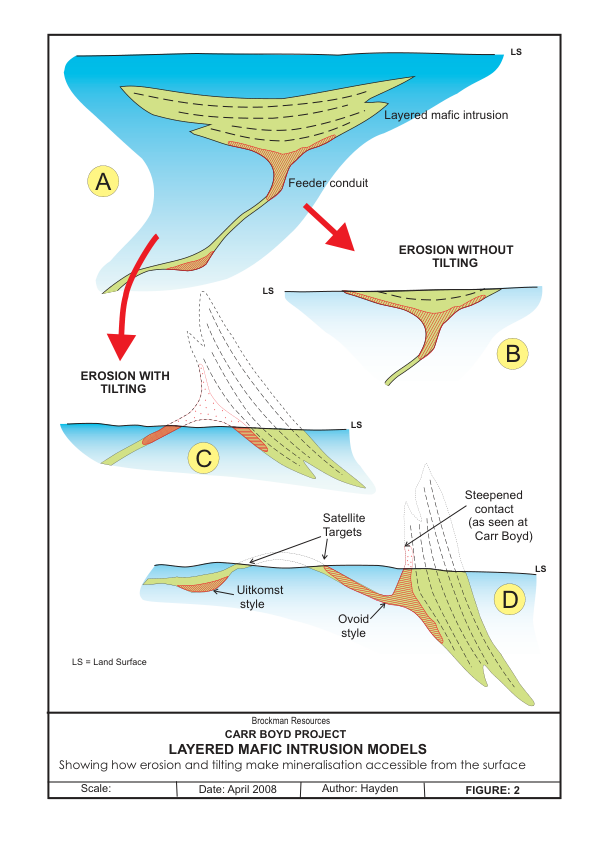 LS
Layered mafic intrusion
A
Feeder conduit
EROSION WITHOUT
TILTING
LS
B
EROSION WITH
TILTING
LS
C
Steepened
contact
(as seen at
Carr Boyd)
Satellite
Targets
LS
Uitkomst
style
D
Ovoid
style
LS = Land Surface
Brockman Resources
CARR BOYD PROJECT
LAYERED MAFIC INTRUSION MODELS
Showing how erosion and tilting make mineralisation accessible from the surface
Scale: Date: April 2008 Author: Hayden FIGURE: 2